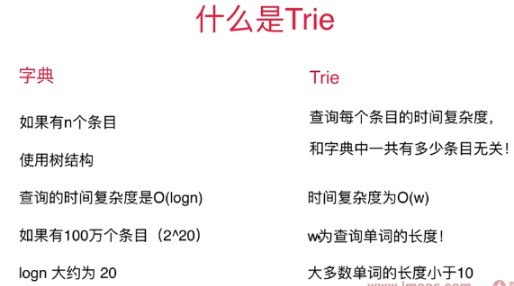 什么是Trie
字典
如果有n个条目
使用树结构
查询的时间复杂度是O(logn)
如果有100万个条目（2^20）
logn 大约为 20
Trie
查询每个条目的时间复杂度，
和字典中一共有多少条目无关！
时间复杂度为O(w)
w为查询单词的长度！
大多数单词的长度小于10